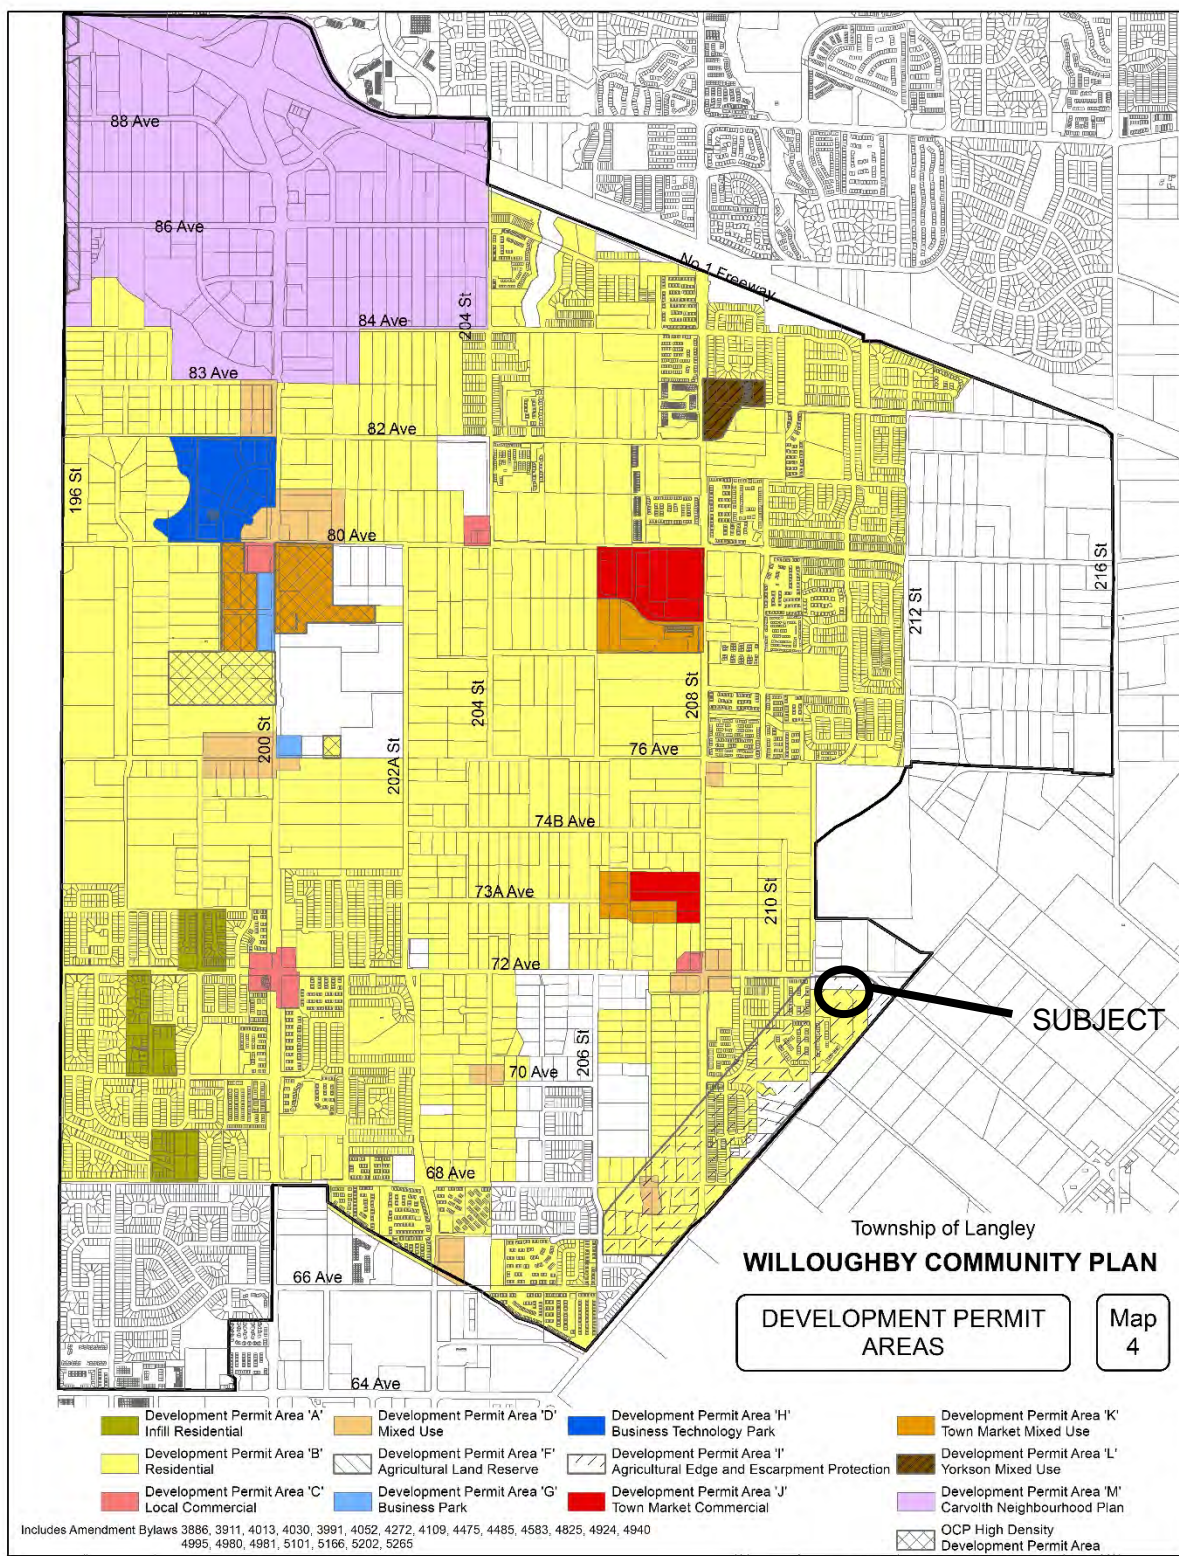 88 Ave
86 Ave
No 1 Freeway
204 St
84 Ave
83 Ave
82 Ave
196 St
80 Ave
216 St
212 St
204 St
208 St
200 St
76 Ave
202A St
74B Ave
73A Ave
210 St
72 Ave
SUBJECT
206 St
70 Ave
68 Ave
66 Ave
64 Ave
Township of Langley
WILLOUGHBY COMMUNITY PLAN
DEVELOPMENT PERMIT
AREAS
Map
4
Development Permit Area 'A'
Infill Residential
Development Permit Area 'B'
Residential
Development Permit Area 'C'
Local Commercial
Development Permit Area 'D'
Mixed Use
Development Permit Area 'F'
Agricultural Land Reserve
Development Permit Area 'G'
Business Park
Development Permit Area 'H'
Business Technology Park
Development Permit Area 'I'
Agricultural Edge and Escarpment Protection
Development Permit Area 'J'
Town Market Commercial
Development Permit Area 'K'
Town Market Mixed Use
Development Permit Area 'L'
Yorkson Mixed Use
Development Permit Area 'M'
Carvolth Neighbourhood Plan
OCP High Density
Development Permit Area
Includes Amendment Bylaws 3886, 3911, 4013, 4030, 3991, 4052, 4272, 4109, 4475, 4485, 4583, 4825, 4924, 4940
4995, 4980, 4981, 5101, 5166, 5202, 5265